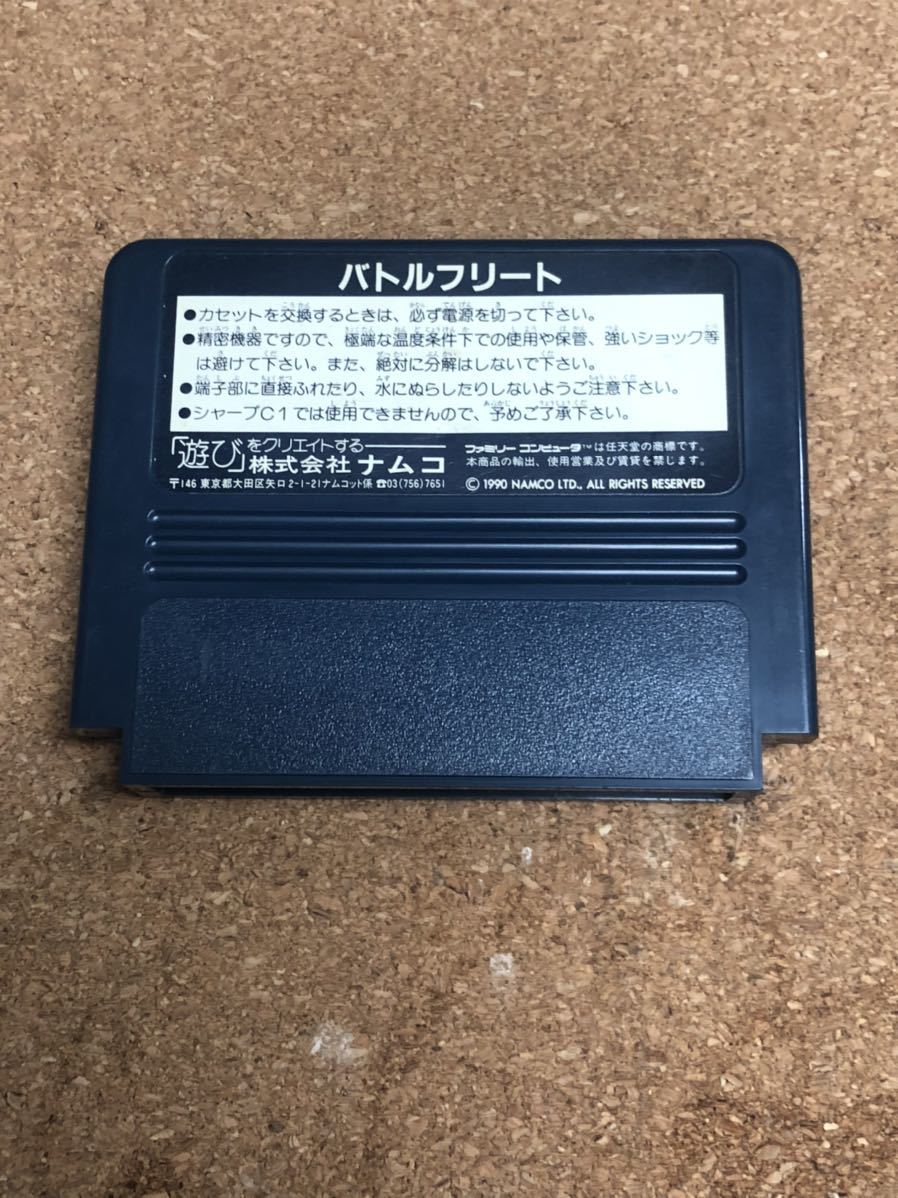 バトルフリート
●カセットを交換するときは、必ず電源を切って下さい。
●精密機器ですので、極端な温度条件下での使用や保管、強いショック等
は避けて下さい。また、絶対に分解はしないで下さい。
●端子部に直接ふれたり、水にぬらしたりしないようご注意下さい。
●シャープC1では使用できませんので、予めご了承下さい。
「遊び」をクリエイトする
株式会社 ナムコ
〒146 東京都大田区矢口2-1-21ナムコット係 ☎03(756)7651
ファミリーコンピュータ™は任天堂の商標です。
本商品の輸出、使用営業及び賃貸を禁じます。
© 1990 NAMCO LTD., ALL RIGHTS RESERVED